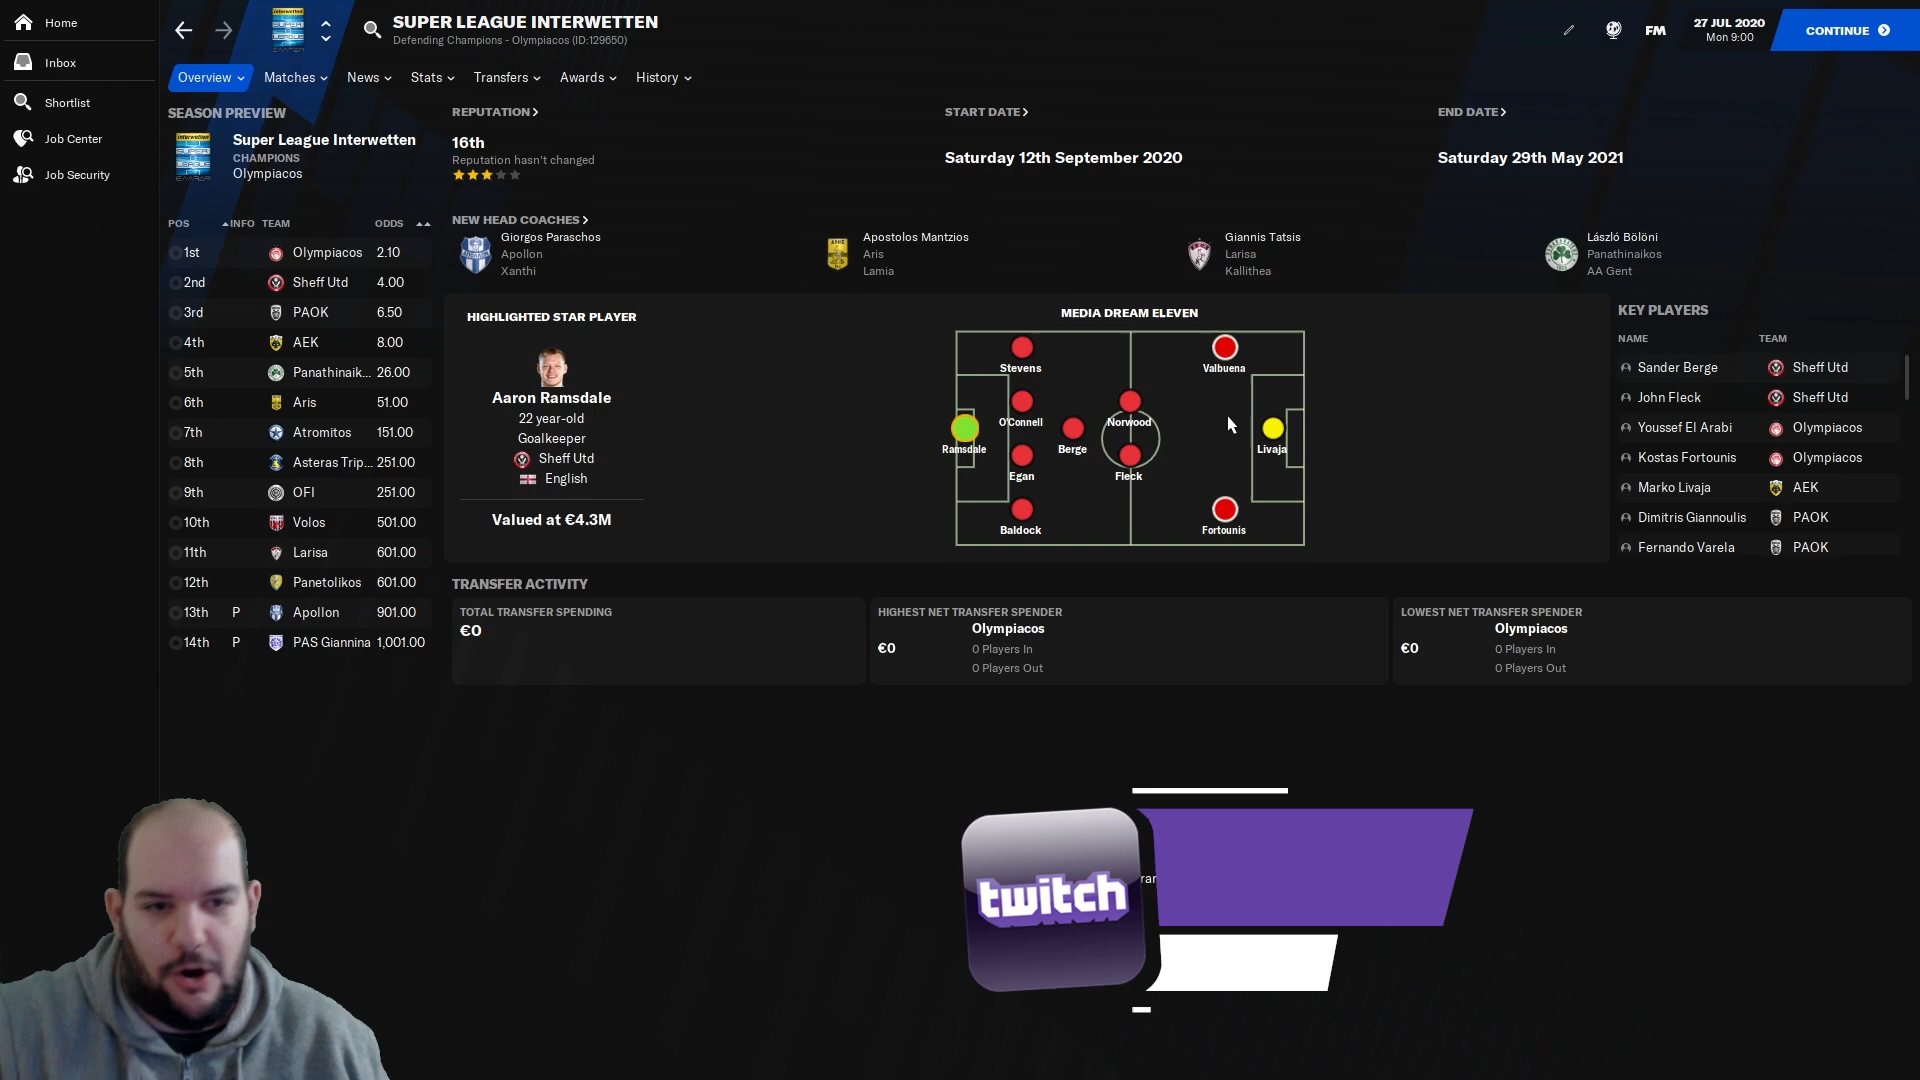 Home
Inbox
Shortlist
Job Center
Job Security
SUPER LEAGUE INTERWETTEN
Defending Champions - Olympiacos (ID:129650)
FM
27 JUL 2020
Mon 9:00
CONTINUE
Overview
Matches
News
Stats
Transfers
Awards
History
SEASON PREVIEW
Super League Interwetten
CHAMPIONS
Olympiacos
REPUTATION
16th
Reputation hasn't changed
START DATE
Saturday 12th September 2020
END DATE
Saturday 29th May 2021
POS INFO TEAM ODDS
1st Olympiacos 2.10
2nd Sheff Utd 4.00
3rd PAOK 6.50
4th AEK 8.00
5th Panathinaik... 26.00
6th Aris 51.00
7th Atromitos 151.00
8th Asteras Trip... 251.00
9th OFI 251.00
10th Volos 501.00
11th Larisa 601.00
12th Panetolikos 601.00
13th P Apollon 901.00
14th P PAS Giannina 1,001.00
NEW HEAD COACHES
Giorgos Paraschos
Apollon
Xanthi
Apostolos Mantzios
Aris
Lamia
Giannis Tatsis
Larisa
Kallithea
László Bölöni
Panathinaikos
AA Gent
HIGHLIGHTED STAR PLAYER
Aaron Ramsdale
22 year-old
Goalkeeper
Sheff Utd
English
Valued at €4.3M
MEDIA DREAM ELEVEN
Stevens
Valbuena
O'Connell
Norwood
Ramsdale
Berge
Livaja
Egan
Fleck
Baldock
Fortounis
KEY PLAYERS
NAME TEAM
Sander Berge Sheff Utd
John Fleck Sheff Utd
Youssef El Arabi Olympiacos
Kostas Fortounis Olympiacos
Marko Livaja AEK
Dimitris Giannoulis PAOK
Fernando Varela PAOK
TRANSFER ACTIVITY
TOTAL TRANSFER SPENDING
€0
HIGHEST NET TRANSFER SPENDER
Olympiacos
€0
0 Players In
0 Players Out
LOWEST NET TRANSFER SPENDER
Olympiacos
€0
0 Players In
0 Players Out
twitch